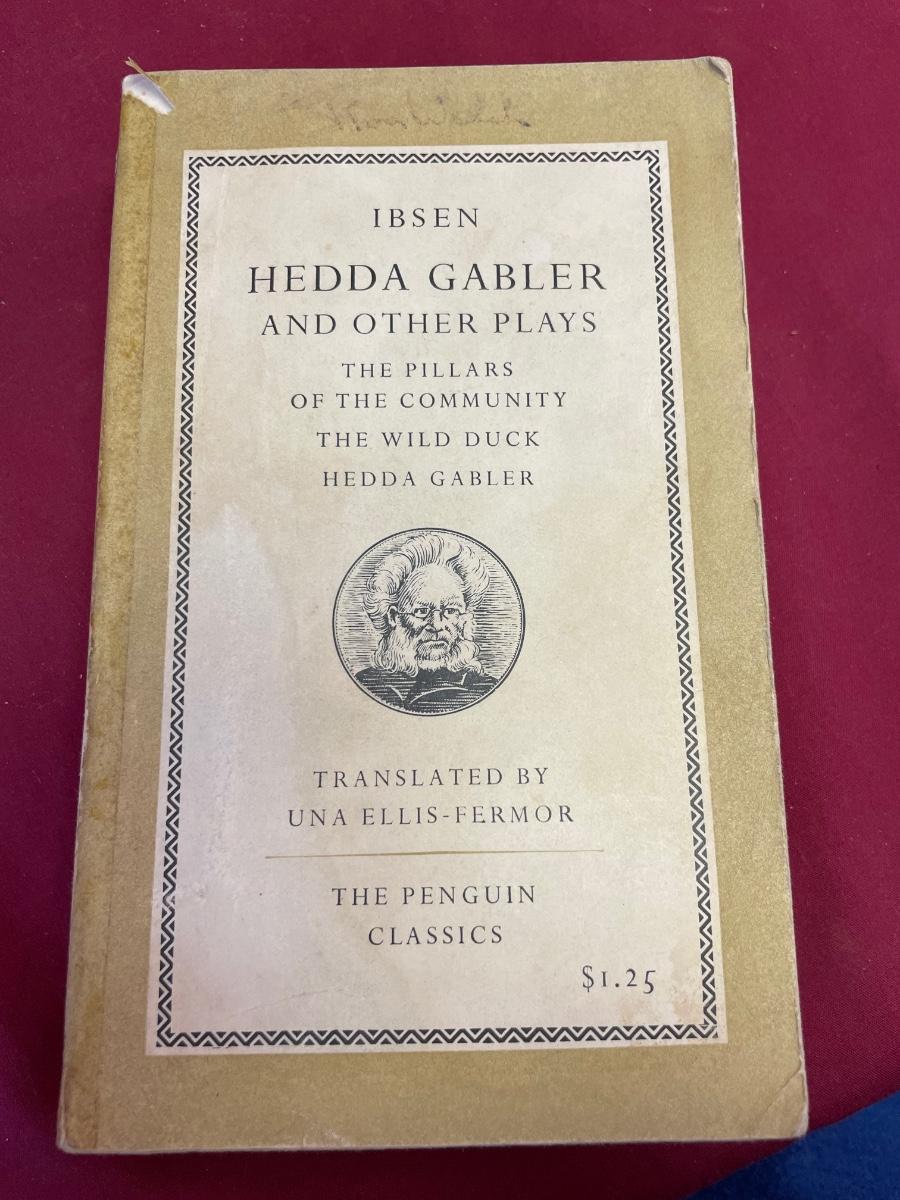 IBSEN
HEDDA GABLER
AND OTHER PLAYS
THE PILLARS
OF THE COMMUNITY
THE WILD DUCK
HEDDA GABLER
TRANSLATED BY
UNA ELLIS-FERMOR
THE PENGUIN
CLASSICS
$1.25